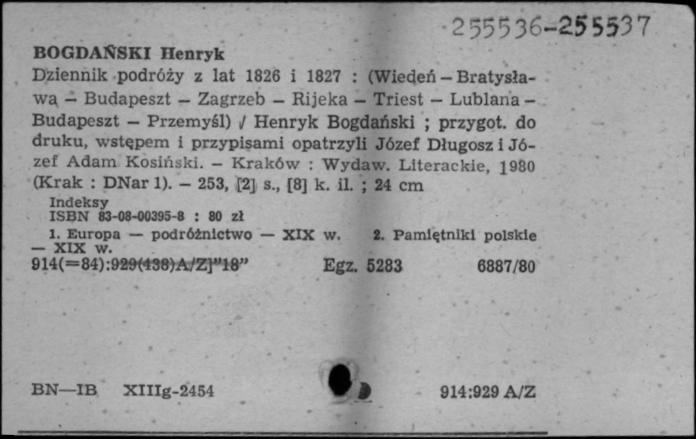 255536-255537
BOGDAŃSKI Henryk
Dziennik podróży z lat 1826 i 1827 : (Wiedeń – Bratysła-
wa – Budapeszt – Zagrzeb – Rijeka – Triest – Lublana –
Budapeszt – Przemyśl) / Henryk Bogdański ; przygot. do
druku, wstępem i przypisami opatrzyli Józef Długosz i Jó-
zef Adam Kosiński. – Kraków : Wydaw. Literackie, 1980
(Krak : DNar 1). – 253, [2] s., [8] k. il. ; 24 cm
Indeksy
ISBN 83-08-00395-8 : 80 zł
1. Europa — podróżnictwo — XIX w. 2. Pamiętniki polskie
— XIX w.
914(=84):929(438)A/Z]"18" Egz. 5283 6887/80
BN—IB XIIIg-2454 914:929 A/Z